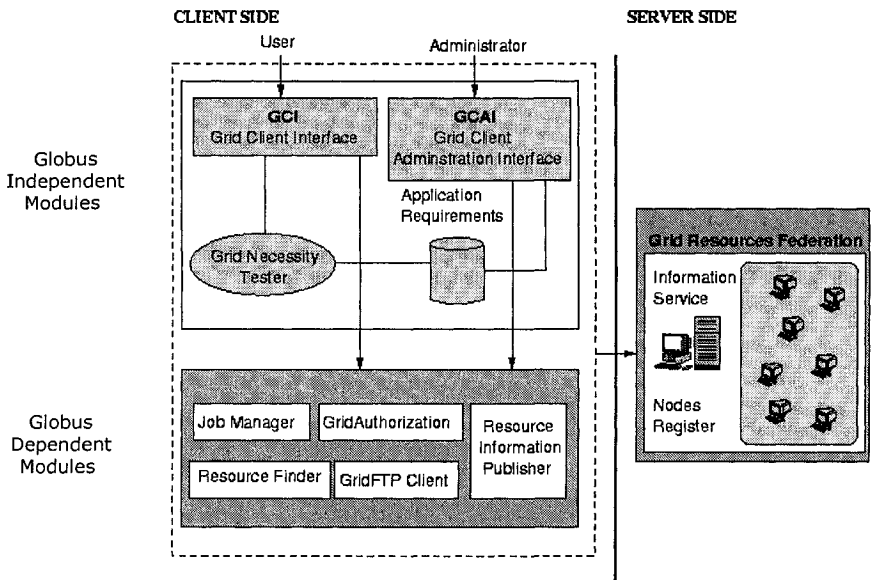 CLIENT SIDE
SERVER SIDE
User
Administrator
GCI
Grid Client Interface
GCAI
Grid Client
Adminstration Interface
Globus
Independent
Modules
Application
Requirements
Grid Necessity
Tester
Grid Resources Federation
Information
Service
Nodes
Register
Globus
Dependent
Modules
Job Manager
GridAuthorization
Resource
Information
Publisher
Resource Finder
GridFTP Client